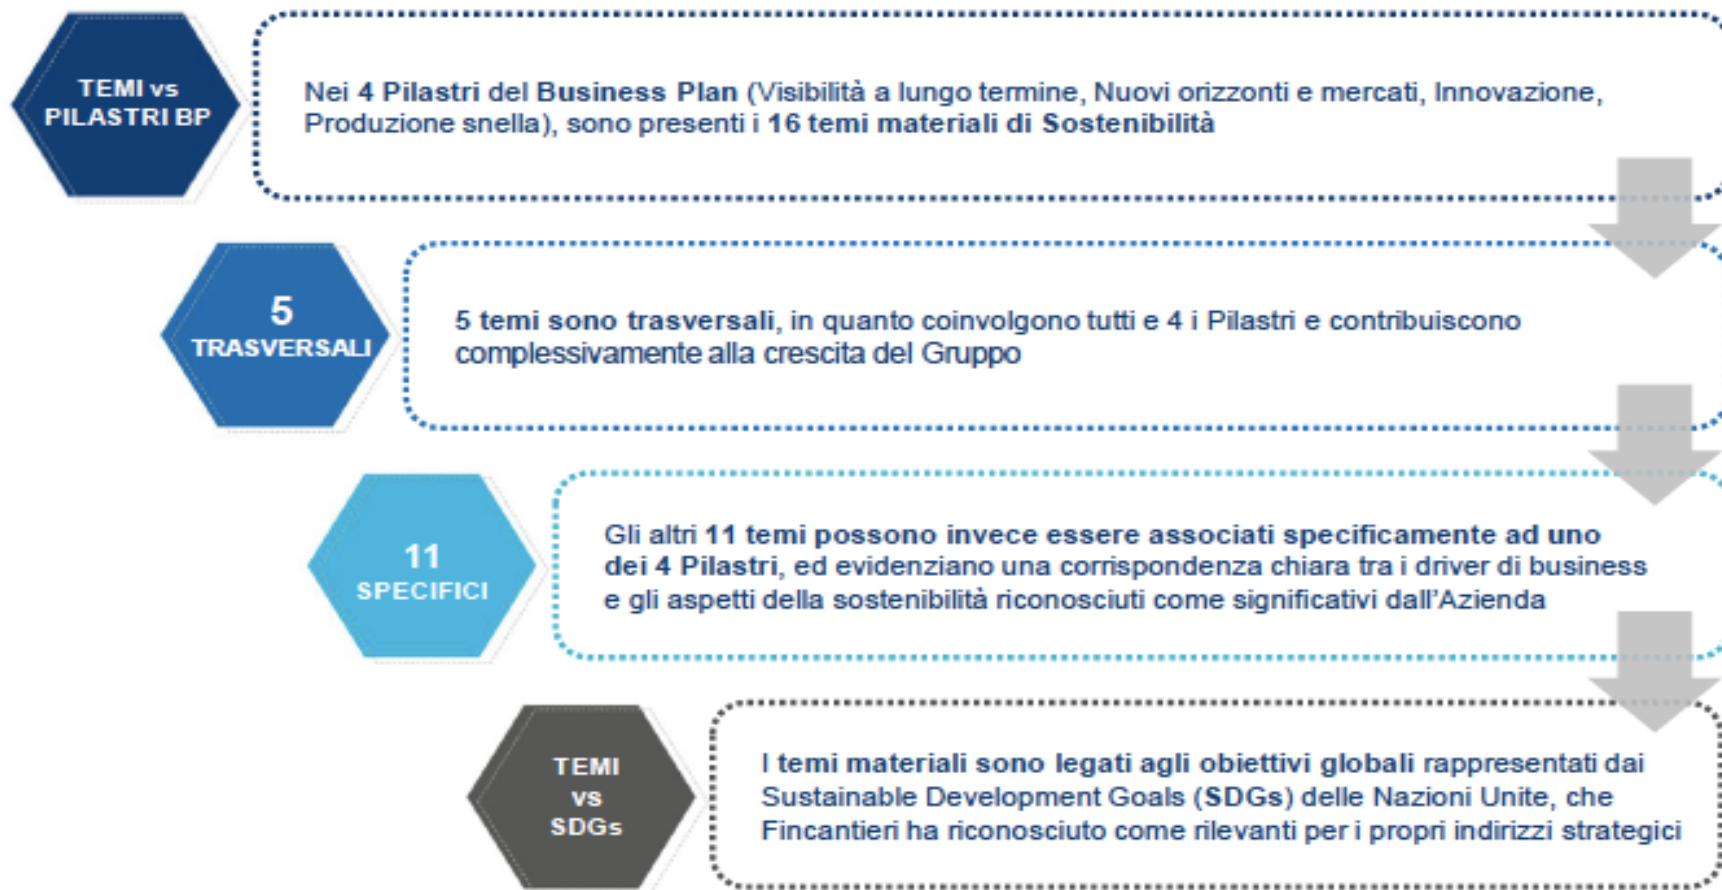 TEMI vs
PILASTRI BP
Nei 4 Pilastri del Business Plan (Visibilità a lungo termine, Nuovi orizzonti e mercati, Innovazione,
Produzione snella), sono presenti i 16 temi materiali di Sostenibilità
5
TRASVERSALI
5 temi sono trasversali, in quanto coinvolgono tutti e 4 i Pilastri e contribuiscono
complessivamente alla crescita del Gruppo
11
SPECIFICI
Gli altri 11 temi possono invece essere associati specificamente ad uno
dei 4 Pilastri, ed evidenziano una corrispondenza chiara tra i driver di business
e gli aspetti della sostenibilità riconosciuti come significativi dall'Azienda
TEMI
vs
SDGs
I temi materiali sono legati agli obiettivi globali rappresentati dai
Sustainable Development Goals (SDGs) delle Nazioni Unite, che
Fincantieri ha riconosciuto come rilevanti per i propri indirizzi strategici